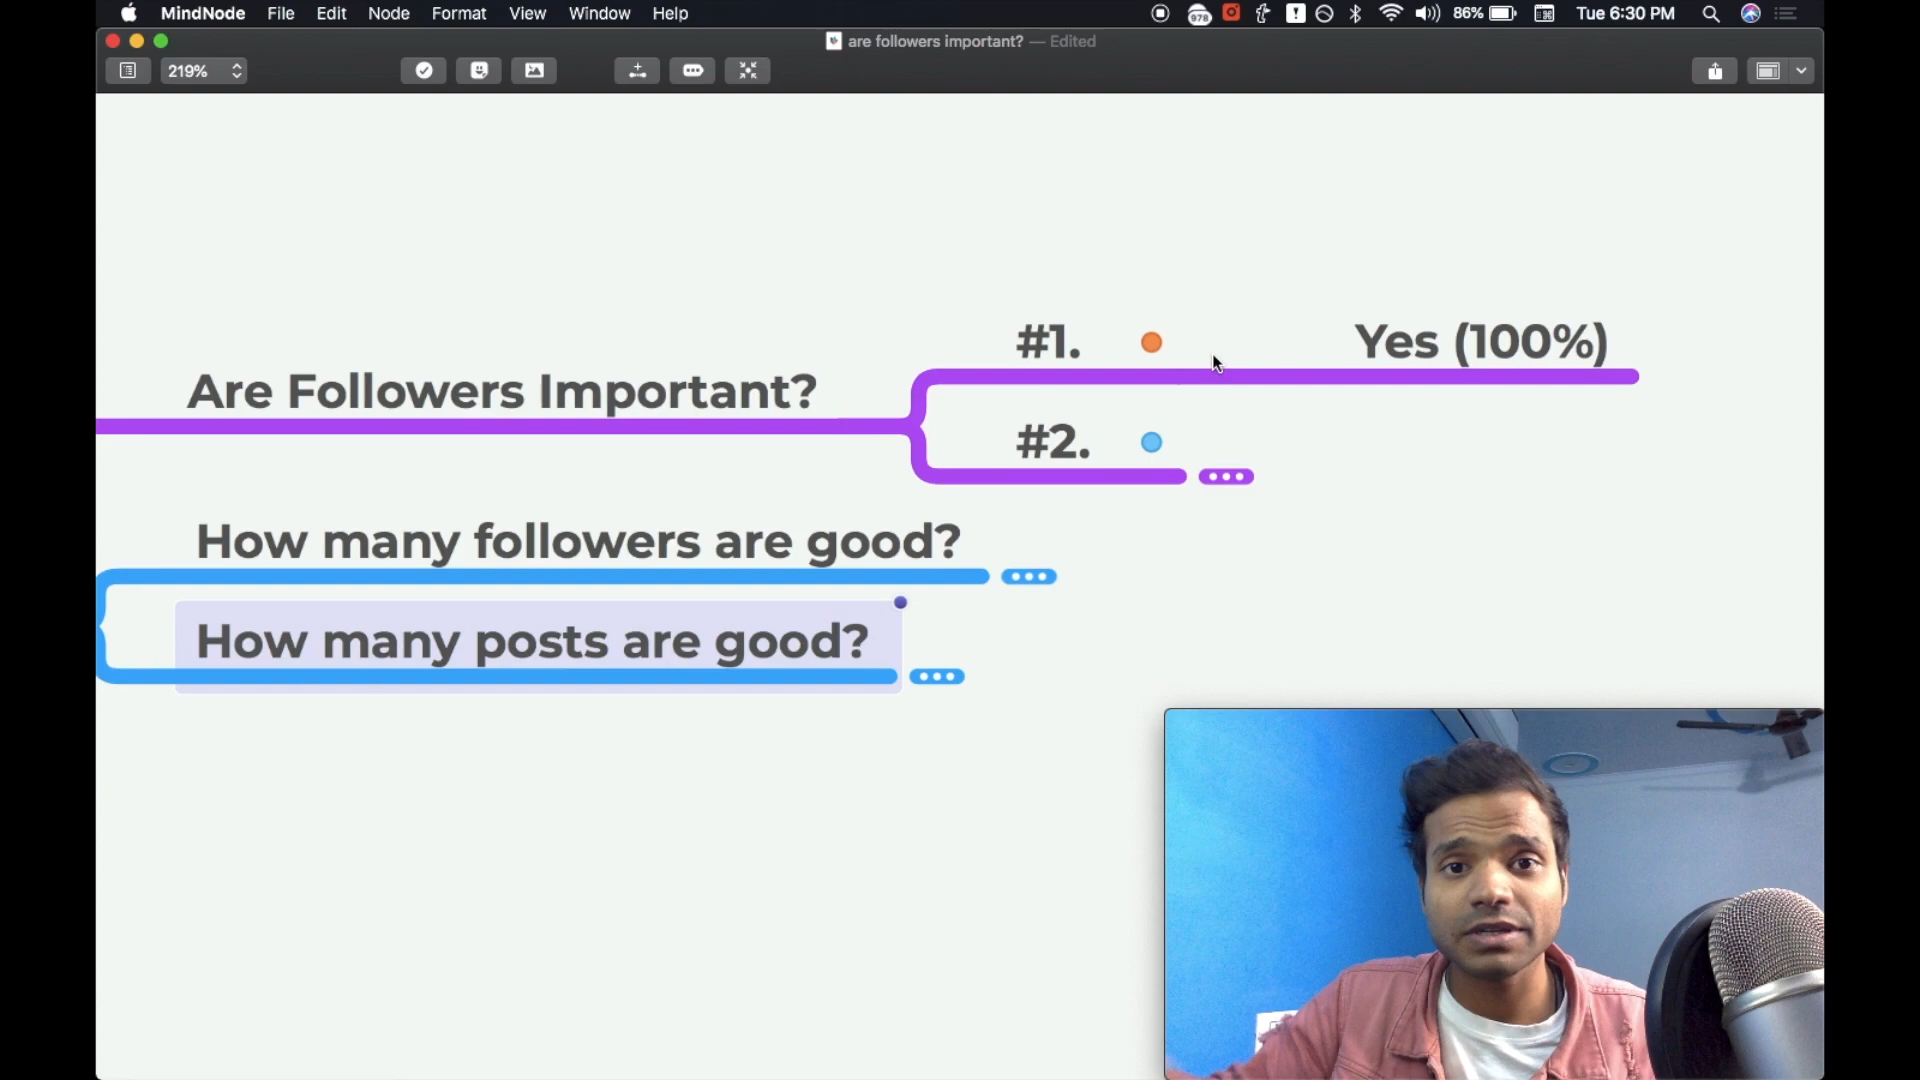 MindNode File Edit Node Format View Window Help 978 86% Tue 6:30 PM
are followers important? — Edited
219%
#1. Yes (100%)
Are Followers Important?
#2.
How many followers are good?
How many posts are good?